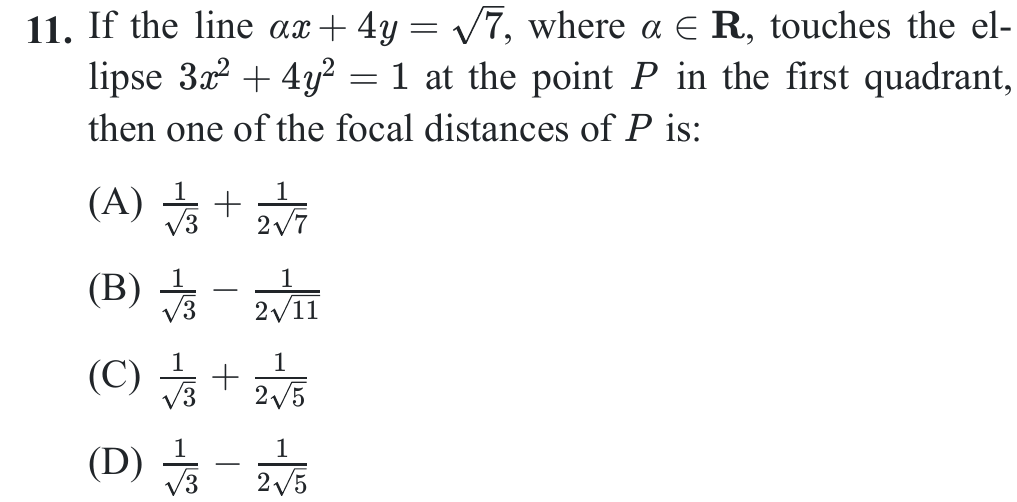 11. If the line αx + 4y = √7, where α ∈ R, touches the el-
lipse 3x² + 4y² = 1 at the point P in the first quadrant,
then one of the focal distances of P is:
(A) 1/√3 + 1/2√7
(B) 1/√3 − 1/2√11
(C) 1/√3 + 1/2√5
(D) 1/√3 − 1/2√5